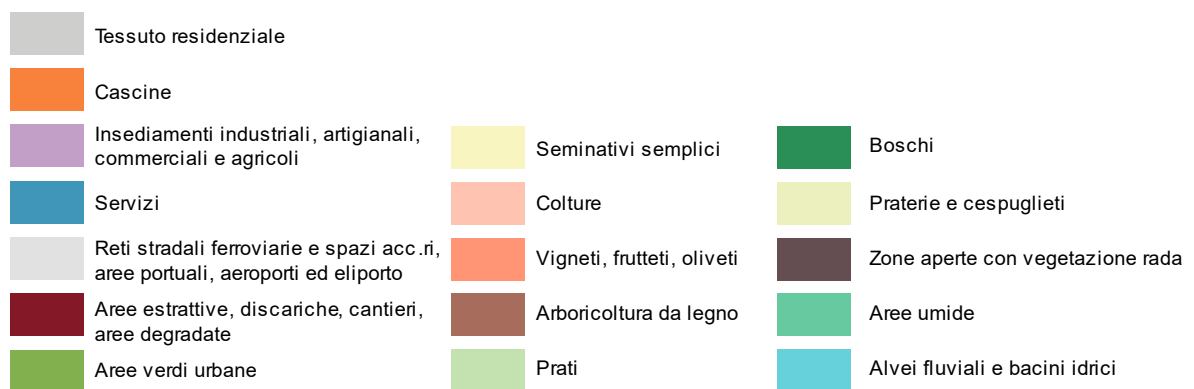 Tessuto residenziale
Cascine
Insediamenti industriali, artigianali,
commerciali e agricoli
Servizi
Reti stradali ferroviarie e spazi acc.ri,
aree portuali, aeroporti ed eliporto
Aree estrattive, discariche, cantieri,
aree degradate
Aree verdi urbane
Seminativi semplici
Colture
Vigneti, frutteti, oliveti
Arboricoltura da legno
Prati
Boschi
Praterie e cespuglieti
Zone aperte con vegetazione rada
Aree umide
Alvei fluviali e bacini idrici